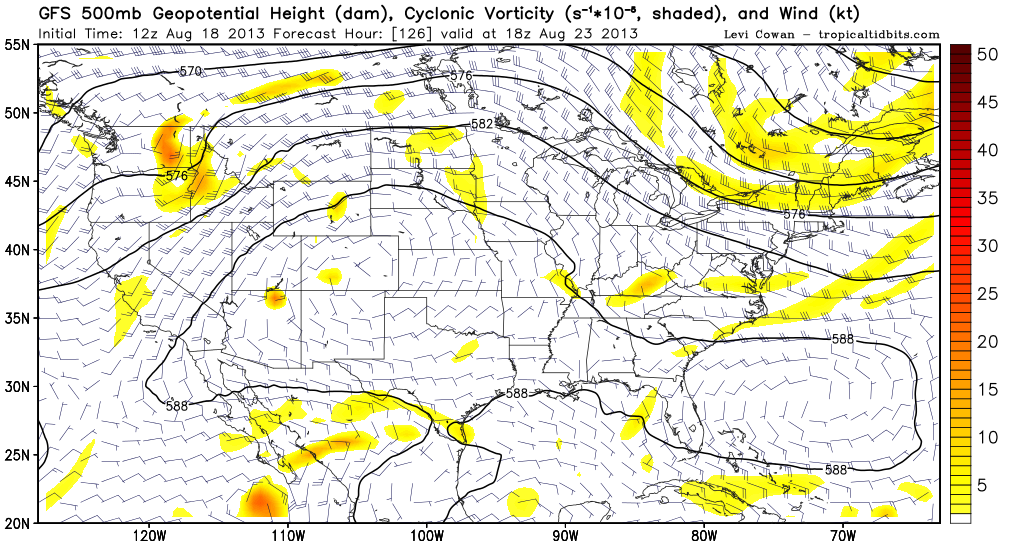 GFS 500mb Geopotential Height (dam), Cyclonic Vorticity (s⁻¹*10⁻⁵, shaded), and Wind (kt)
Initial Time: 12z Aug 18 2013 Forecast Hour: [126] valid at 18z Aug 23 2013 Levi Cowan – tropicaltidbits.com
55N
50N
45N
40N
35N
30N
25N
20N
570
576
582
576
576
588
588
588
588
120W 110W 100W 90W 80W 70W
50
45
40
35
30
25
20
15
10
5